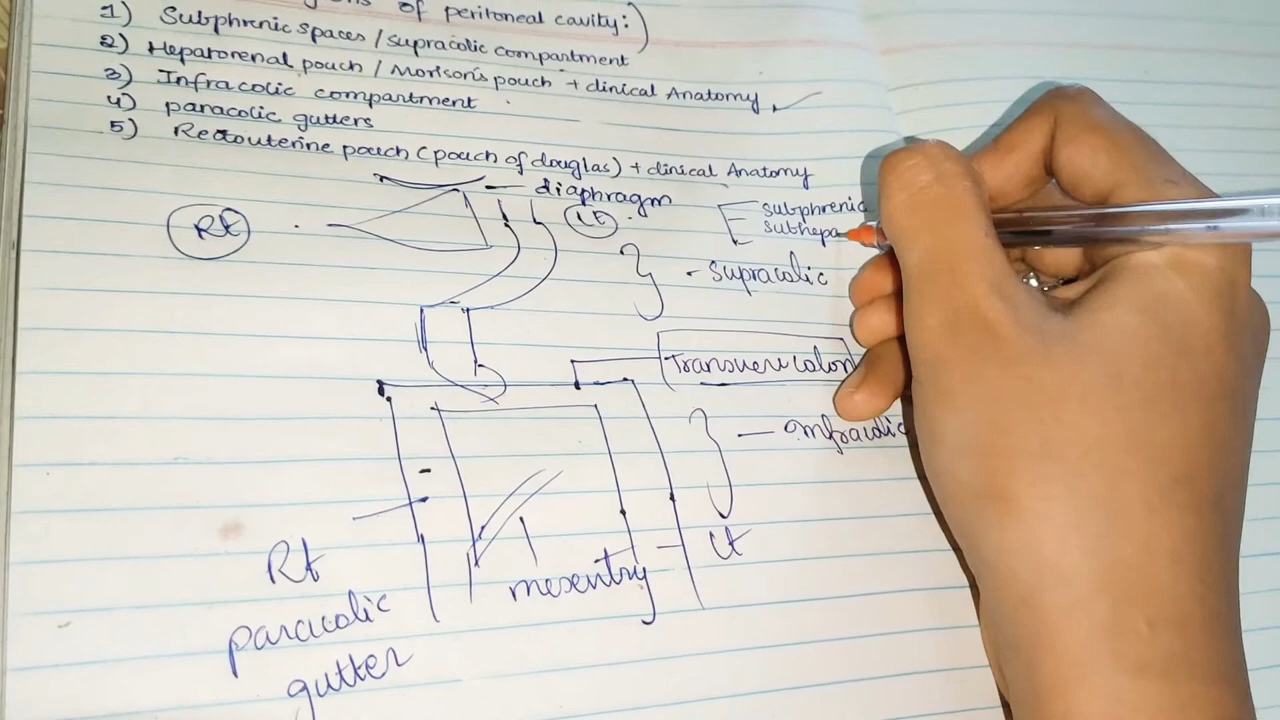 of peritoneal cavity:)
1) Subphrenic spaces / supracolic compartment
2) Hepatorenal pouch / Morison's pouch + clinical Anatomy
3) Infracolic compartment
4) paracolic gutters
5) Rectouterine pouch (pouch of douglas) + clinical Anatomy
diaphragm
Rt
Lt
subphrenic
subhepa
- supracolic
Transverse colon
- infracolic
Rt
paracolic
gutter
mesentry
Lt